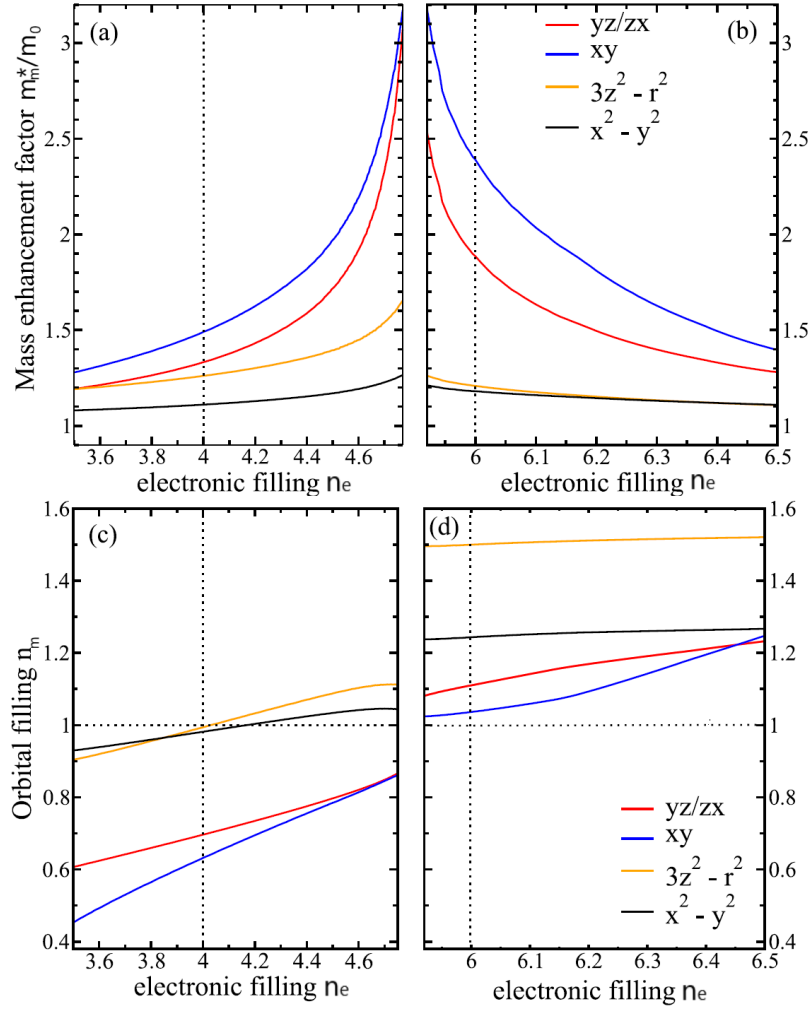 (a)
(b)
Mass enhancement factor m*m/m0
3
2.5
2
1.5
1
yz/zx
xy
3z² - r²
x² - y²
3
2.5
2
1.5
1
3.6 3.8 4 4.2 4.4 4.6
electronic filling ne
6 6.1 6.2 6.3 6.4 6.5
electronic filling ne
(c)
(d)
Orbital filling nm
1.6
1.4
1.2
1
0.8
0.6
0.4
1.6
1.4
1.2
1
0.8
0.6
0.4
yz/zx
xy
3z² - r²
x² - y²
3.6 3.8 4 4.2 4.4 4.6
electronic filling ne
6 6.1 6.2 6.3 6.4 6.5
electronic filling ne